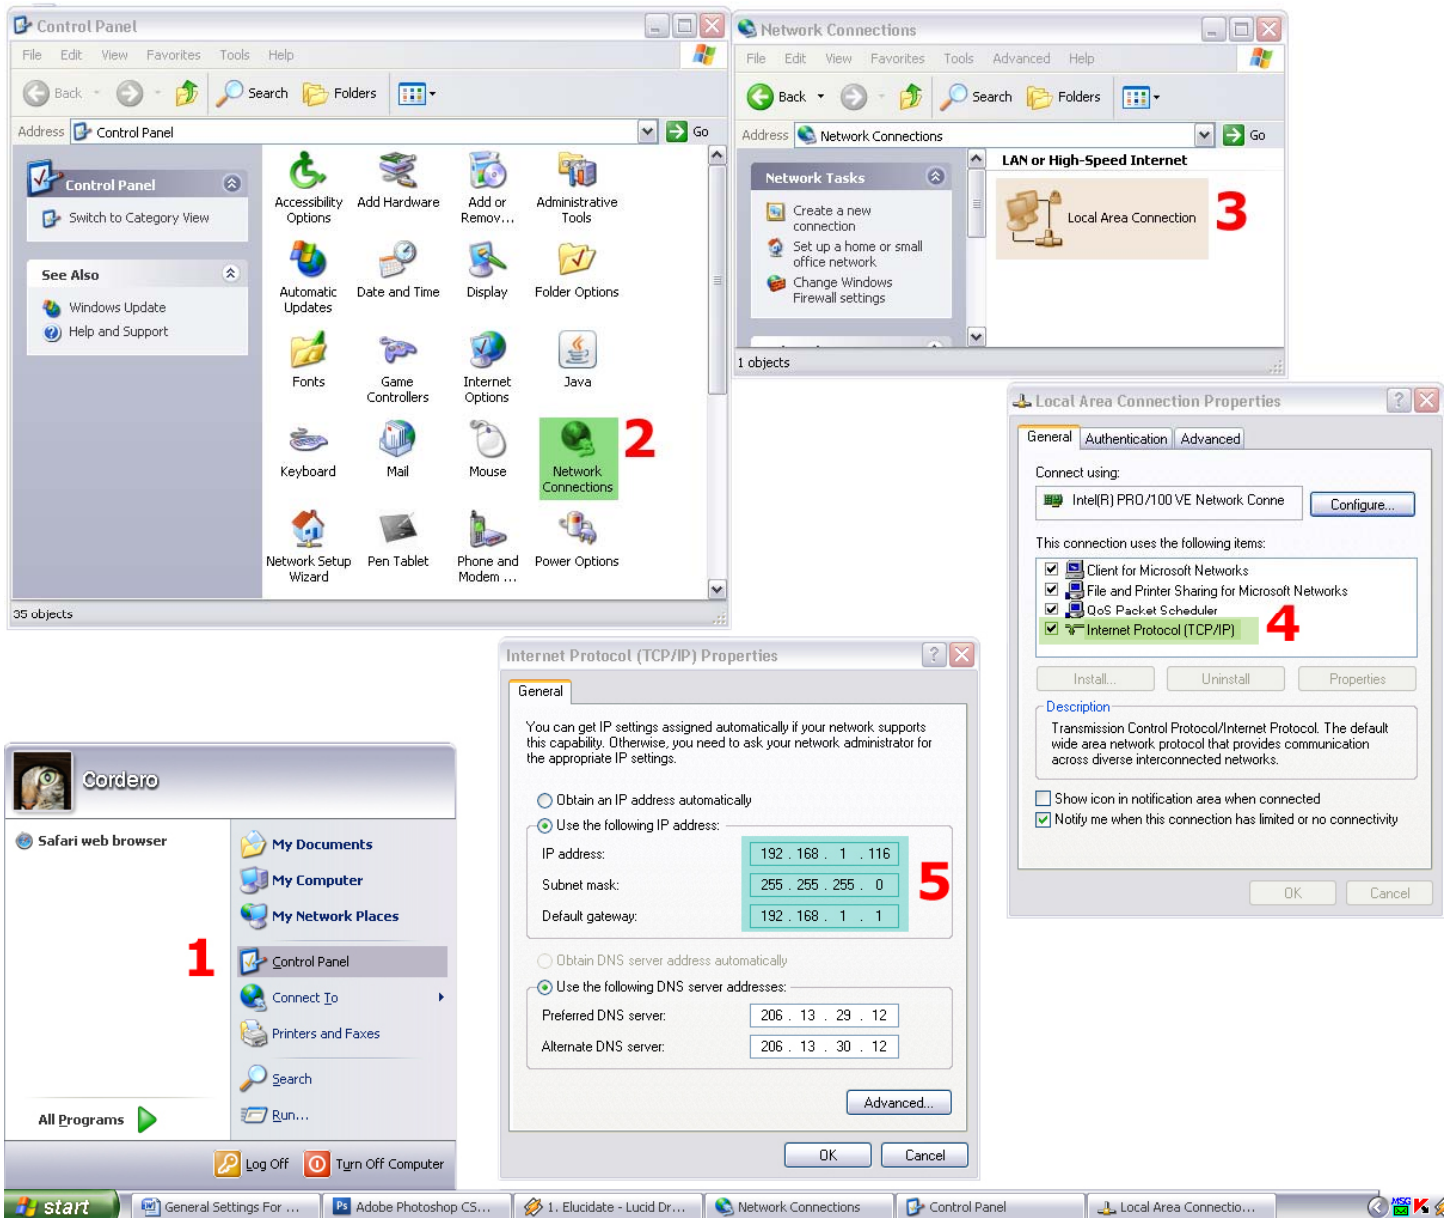 Control Panel
File Edit View Favorites Tools Help
Back Search Folders
Address Control Panel Go
Control Panel
Switch to Category View
See Also
Windows Update
Help and Support
Accessibility Options
Add Hardware
Add or Remov...
Administrative Tools
Automatic Updates
Date and Time
Display
Folder Options
Fonts
Game Controllers
Internet Options
Java
Keyboard
Mail
Mouse
Network Connections
2
Network Setup Wizard
Pen Tablet
Phone and Modem ...
Power Options
35 objects
Network Connections
File Edit View Favorites Tools Advanced Help
Back Search Folders
Address Network Connections Go
Network Tasks
Create a new
connection
Set up a home or small
office network
Change Windows
Firewall settings
LAN or High-Speed Internet
Local Area Connection
3
1 objects
Local Area Connection Properties
General Authentication Advanced
Connect using:
Intel(R) PRO/100 VE Network Conne
Configure...
This connection uses the following items:
Client for Microsoft Networks
File and Printer Sharing for Microsoft Networks
QoS Packet Scheduler
Internet Protocol (TCP/IP)
4
Install... Uninstall Properties
Description
Transmission Control Protocol/Internet Protocol. The default
wide area network protocol that provides communication
across diverse interconnected networks.
Show icon in notification area when connected
Notify me when this connection has limited or no connectivity
OK Cancel
Internet Protocol (TCP/IP) Properties
General
You can get IP settings assigned automatically if your network supports
this capability. Otherwise, you need to ask your network administrator for
the appropriate IP settings.
Obtain an IP address automatically
Use the following IP address:
IP address: 192 . 168 . 1 . 116
Subnet mask: 255 . 255 . 255 . 0
Default gateway: 192 . 168 . 1 . 1
5
Obtain DNS server address automatically
Use the following DNS server addresses:
Preferred DNS server: 206 . 13 . 29 . 12
Alternate DNS server: 206 . 13 . 30 . 12
Advanced...
OK Cancel
Cordero
Safari web browser
My Documents
My Computer
My Network Places
1
Control Panel
Connect To
Printers and Faxes
Search
Run...
All Programs
Log Off Turn Off Computer
start
General Settings For ...
Ps Adobe Photoshop CS...
1. Elucidate - Lucid Dr...
Network Connections
Control Panel
Local Area Connectio...
MSG